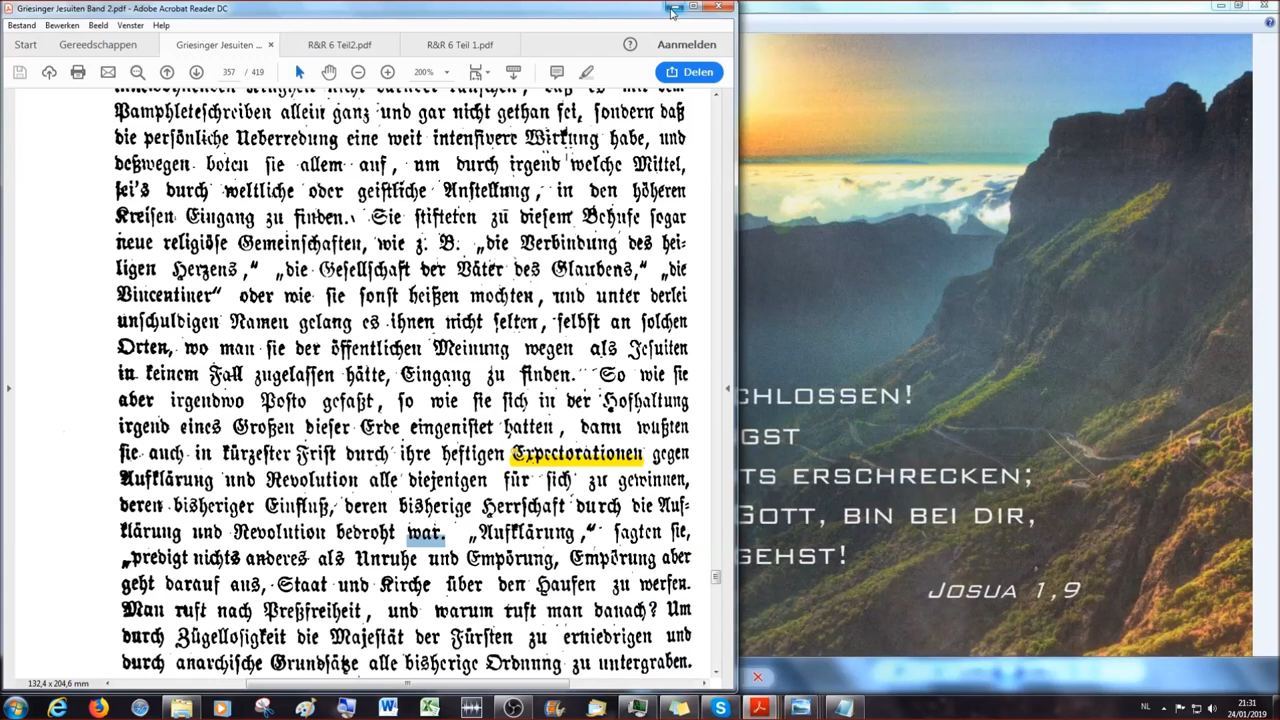 Griesinger Jesuiten Band 2.pdf - Adobe Acrobat Reader DC
Bestand Bewerken Beeld Venster Help
Start Gereedschappen Griesinger Jesuiten ... × R&R 6 Teil2.pdf R&R 6 Teil 1.pdf ? Aanmelden
357 / 419 200% Delen
Pamphleteschreiben allein ganz und gar nicht gethan sei, sondern daß
die persönliche Ueberredung eine weit intensivere Wirkung habe, und
deßwegen boten sie allem auf, um durch irgend welche Mittel,
sei's durch weltliche oder geistliche Anstellung, in den höheren
Kreisen Eingang zu finden. Sie stifteten zu diesem Behufe sogar
neue religiöse Gemeinschaften, wie z. B. „die Verbindung des hei-
ligen Herzens,“ „die Gesellschaft der Väter des Glaubens,“ „die
Vincentiner“ oder wie sie sonst heißen mochten, und unter derlei
unschuldigen Namen gelang es ihnen nicht selten, selbst an solchen
Orten, wo man sie der öffentlichen Meinung wegen als Jesuiten
in keinem Fall zugelassen hätte, Eingang zu finden. So wie sie
aber irgendwo Posto gefaßt, so wie sie sich in der Hofhaltung
irgend eines Großen dieser Erde eingenistet hatten, dann wußten
sie auch in kürzester Frist durch ihre heftigen Expectorationen gegen
Aufklärung und Revolution alle diejenigen für sich zu gewinnen,
deren bisheriger Einfluß, deren bisherige Herrschaft durch die Auf-
klärung und Revolution bedroht war. „Aufklärung,“ sagten sie,
„predigt nichts anderes als Unruhe und Empörung, Empörung aber
geht darauf aus, Staat und Kirche über den Haufen zu werfen.
Man ruft nach Preßfreiheit, und warum ruft man danach? Um
durch Zügellosigkeit die Majestät der Fürsten zu erniedrigen und
durch anarchische Grundsätze alle bisherige Ordnung zu untergraben.
132,4 x 204,6 mm
CHLOSSEN!
GST
TS ERSCHRECKEN;
GOTT, BIN BEI DIR,
GEHST!
Josua 1,9
NL 21:31
24/01/2019